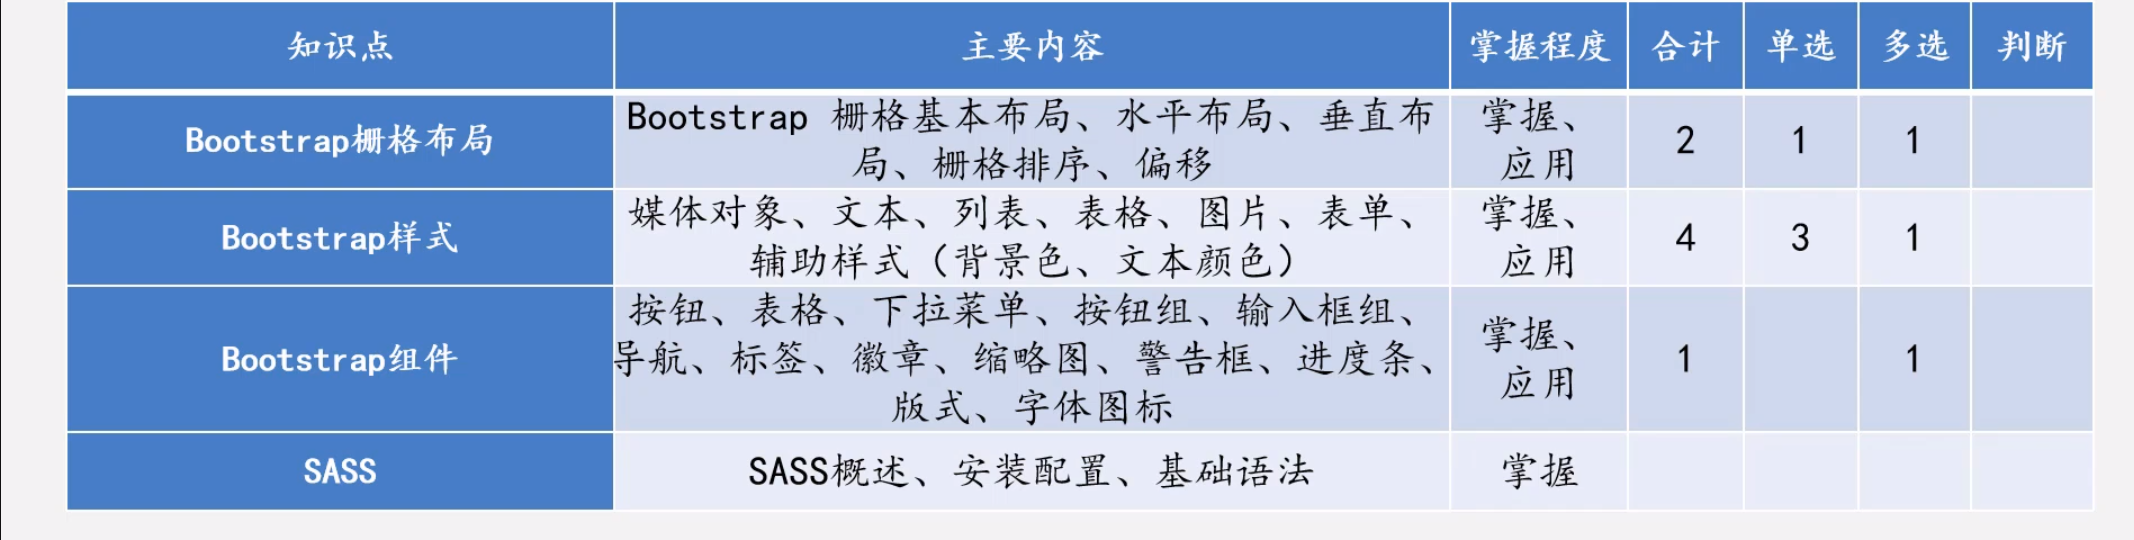 知识点 主要内容 掌握程度 合计 单选 多选 判断
Bootstrap栅格布局
Bootstrap 栅格基本布局、水平布局、垂直布
局、栅格排序、偏移
掌握、
应用
2 1 1
Bootstrap样式
媒体对象、文本、列表、表格、图片、表单、
辅助样式（背景色、文本颜色）
掌握、
应用
4 3 1
Bootstrap组件
按钮、表格、下拉菜单、按钮组、输入框组、
导航、标签、徽章、缩略图、警告框、进度条、
版式、字体图标
掌握、
应用
1 1
SASS
SASS概述、安装配置、基础语法
掌握